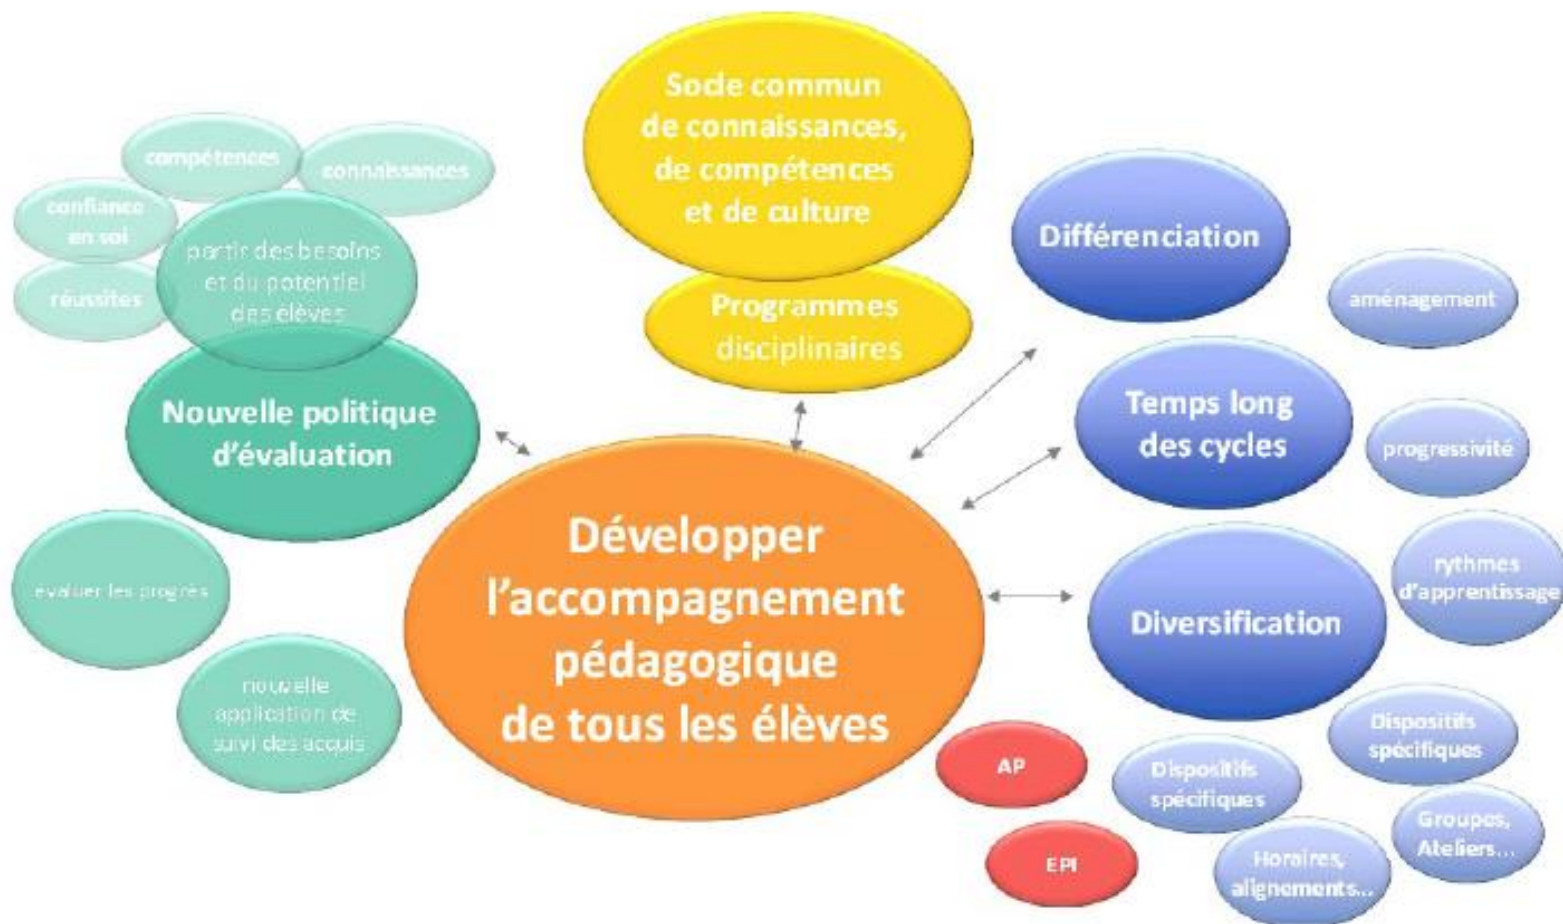 Socle commun
de connaissances,
de compétences
et de culture
Programmes
disciplinaires
compétences
connaissances
confiance
en soi
réussites
partir des besoins
et du potentiel
des élèves
Nouvelle politique
d'évaluation
évaluer les progrès
nouvelle
application de
suivi des acquis
Développer
l'accompagnement
pédagogique
de tous les élèves
Différenciation
aménagement
Temps long
des cycles
progressivité
Diversification
rythmes
d'apprentissage
AP
EPI
Dispositifs
spécifiques
Dispositifs
spécifiques
Horaires,
alignements...
Groupes,
Ateliers...